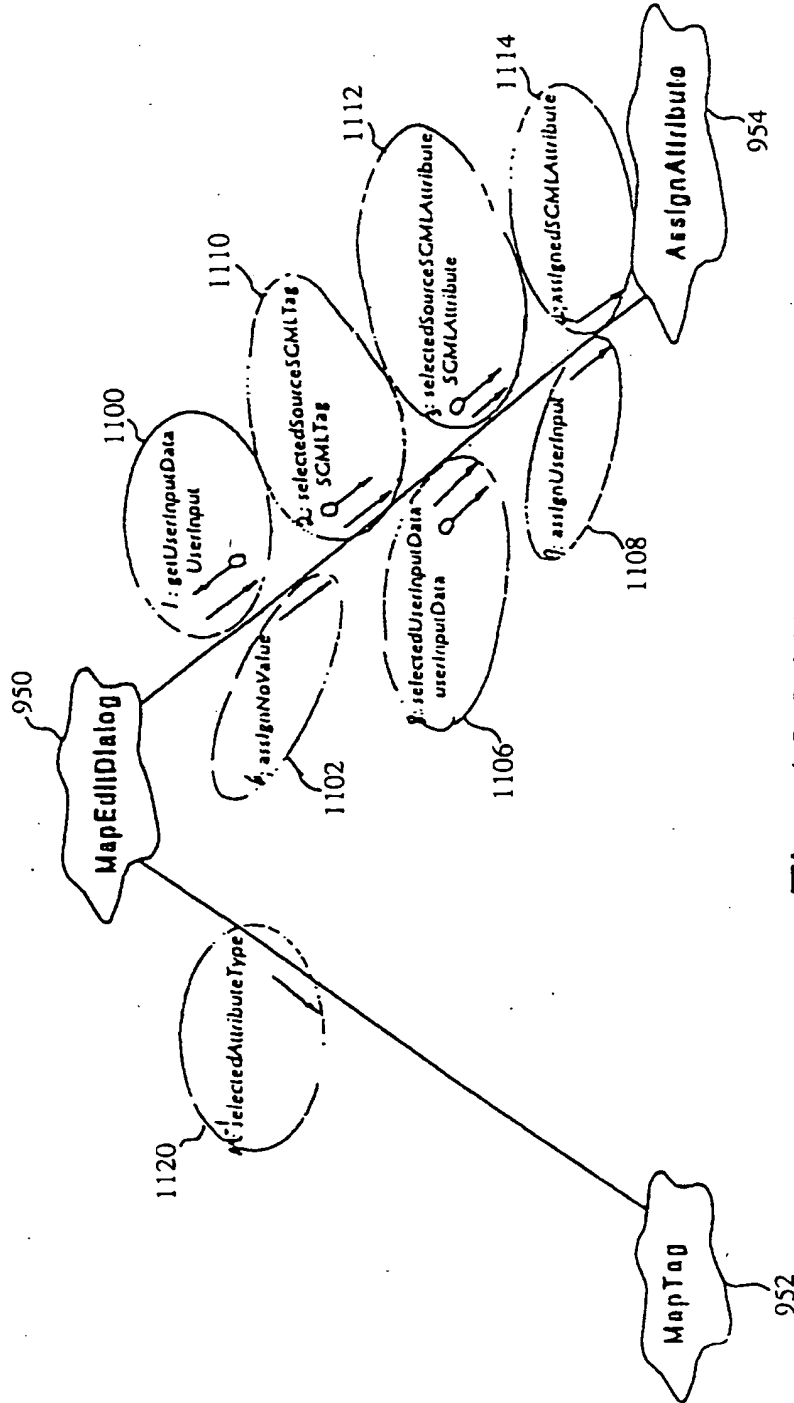 950
MapEditDialog
1100
1: getUserInputData
UserInput
1110
2: selectedSourceSGMLTag
SGMLTag
1112
3: selectedSourceSGMLAttribute
SGMLAttribute
1114
assignedSGMLAttribute
AssignAttribute
954
assignNoValue
1102
8: selectedUserInputData
userInputData
1106
assignUserInput
1108
selectedAttributeType
1120
MapTag
952